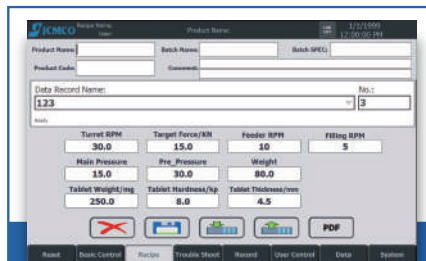 JCMCO Recipe Name: Product Name: 1/1/1999
12:00:00 PM
Product Name: Batch Name: Batch SPEC:
Product Code: Comment:
Data Record Name: No.:
123 3
Ready
Turret RPM Target Force/KN Feeder RPM Filling RPM
30.0 15.0 10 5
Main Pressure Pre_Pressure Weight
15.0 30.0 80.0
Tablet Weight/mg Tablet Hardness/kp Tablet Thickness/mm
250.0 8.0 4.5
PDF
Reset Basic Control Recipe Trouble Shoot Record User Control Data System